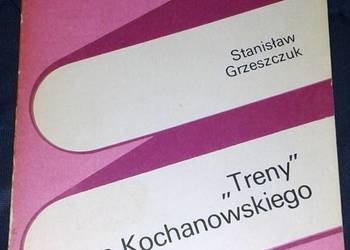 Stanisław
Grzeszczuk
„Treny”
Kochanowskiego